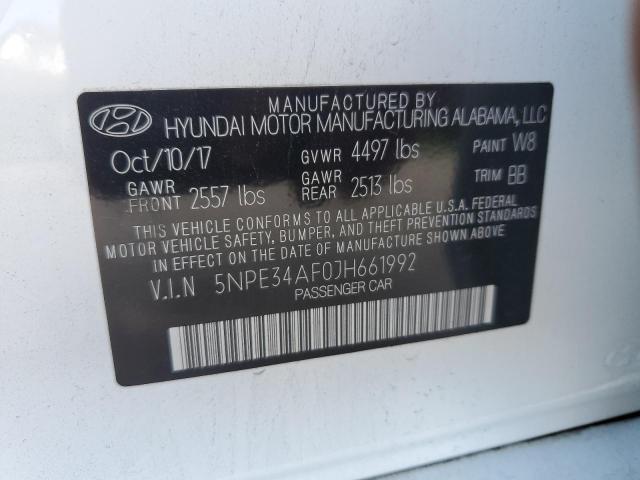 MANUFACTURED BY
HYUNDAI MOTOR MANUFACTURING ALABAMA, LLC
Oct/10/17 GVWR 4497 lbs PAINT W8
GAWR FRONT 2557 lbs GAWR REAR 2513 lbs TRIM BB
THIS VEHICLE CONFORMS TO ALL APPLICABLE U.S.A. FEDERAL
MOTOR VEHICLE SAFETY, BUMPER, AND THEFT PREVENTION STANDARDS
IN EFFECT ON THE DATE OF MANUFACTURE SHOWN ABOVE.
V.I.N 5NPE34AF0JH661992
PASSENGER CAR